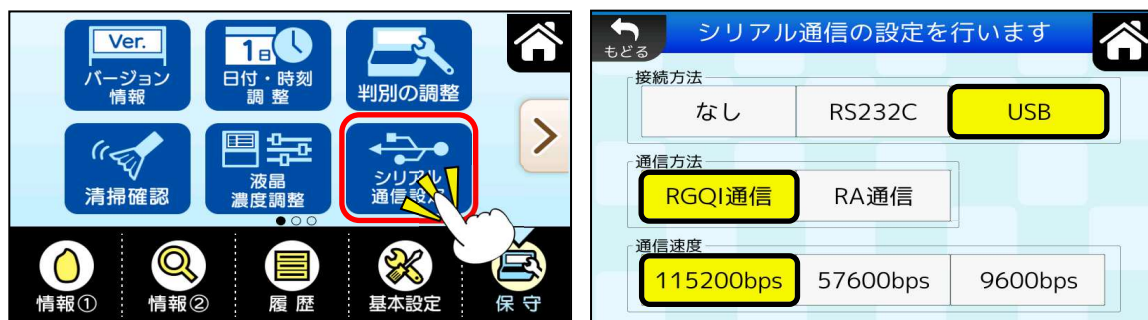 Ver.
バージョン
情報
1日
日付・時刻
調 整
判別の調整
清掃確認
液晶
濃度調整
シリアル
通信設定
情報①
情報②
履 歴
基本設定
保 守
もどる
シリアル通信の設定を行います
接続方法
なし
RS232C
USB
通信方法
RGQI通信
RA通信
通信速度
115200bps
57600bps
9600bps